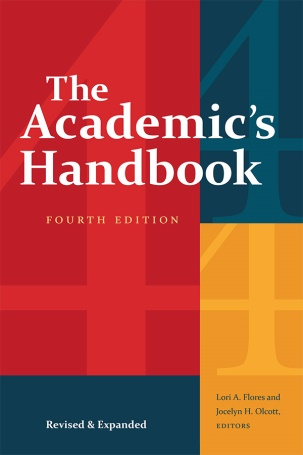 The
Academic's
Handbook
FOURTH EDITION
Lori A. Flores and
Jocelyn H. Olcott,
EDITORS
Revised & Expanded